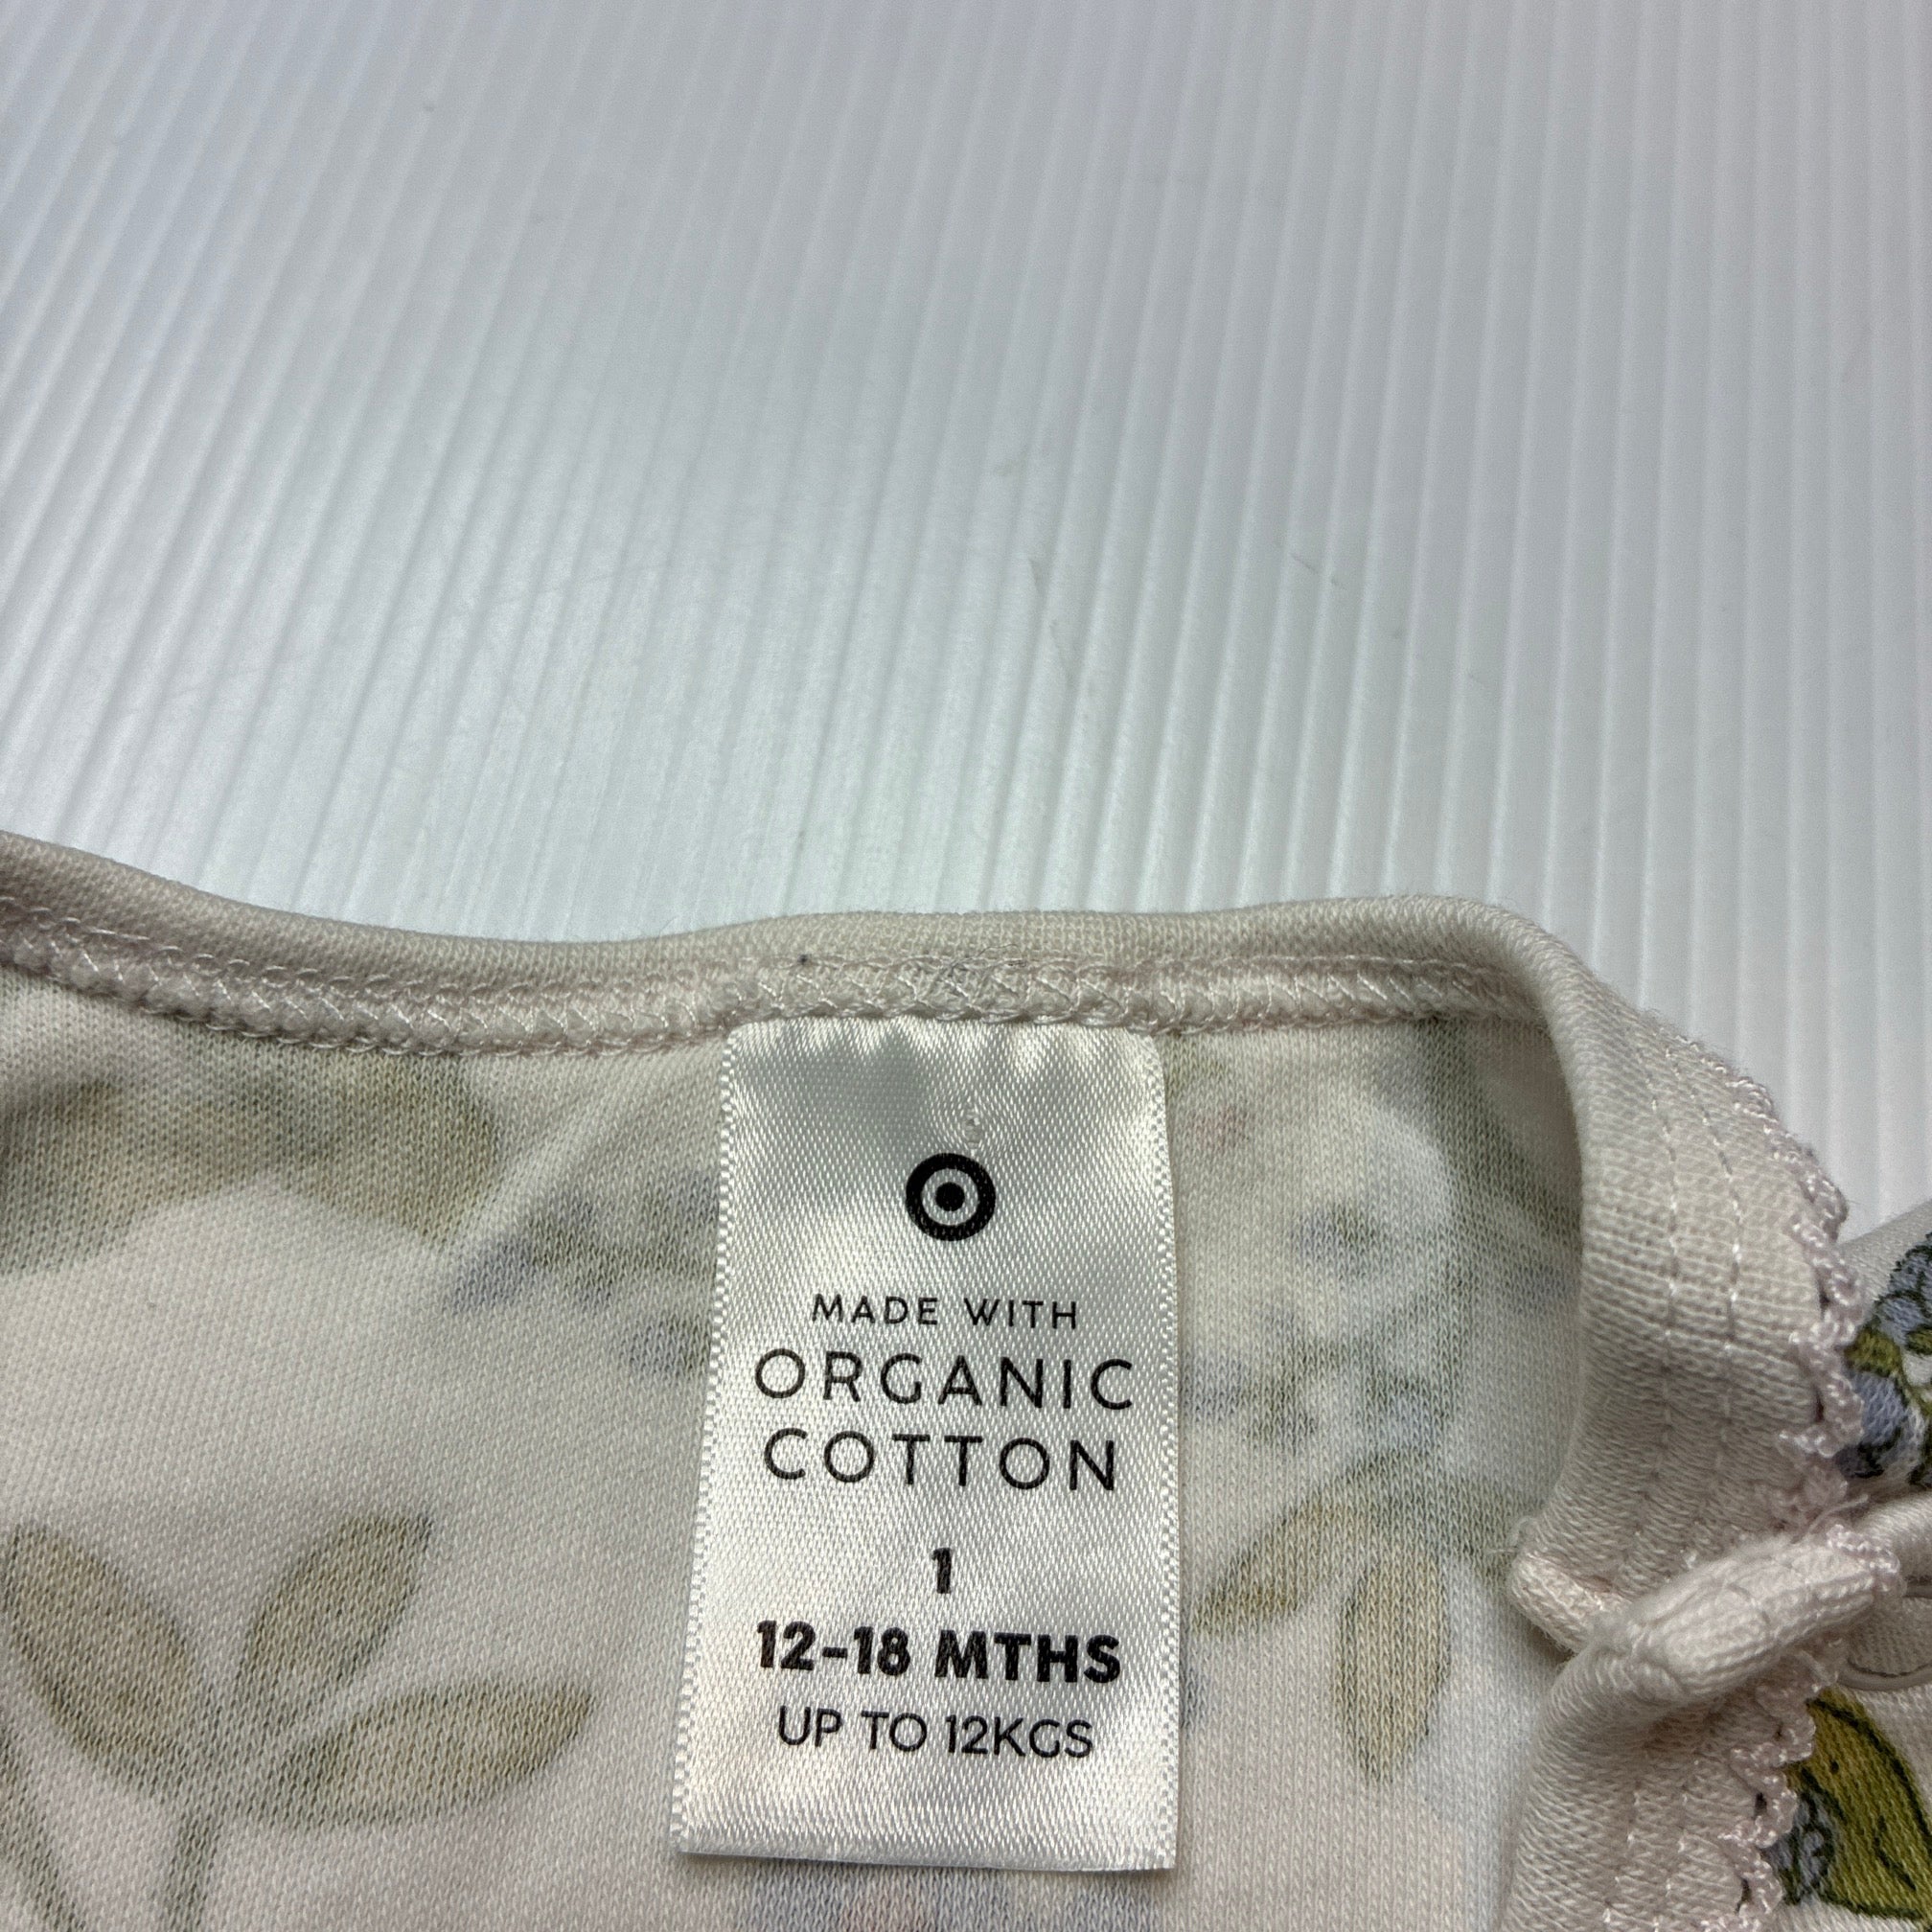 MADE WITH
ORGANIC
COTTON
1
12-18 MTHS
UP TO 12KGS